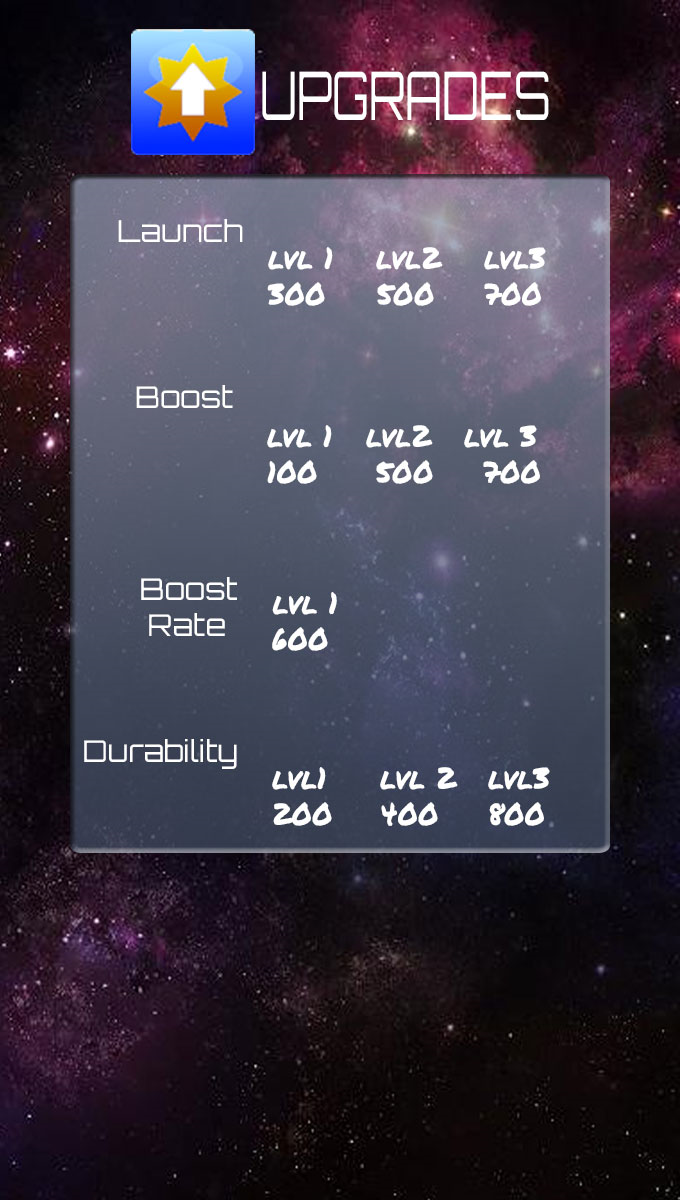 UPGRADES
Launch
LVL 1 LVL2 LVL3
300 500 700
Boost
LVL 1 LVL2 LVL 3
100 500 700
Boost
Rate
LVL 1
600
Durability
LVL1 LVL 2 LVL3
200 400 800